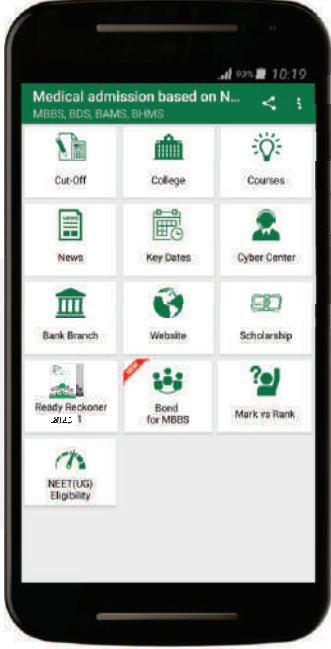 93% 10:19
Medical admission based on N...
MBBS, BDS, BAMS, BHMS
Cut-Off
College
Courses
NEWS
News
Key Dates
Cyber Center
Bank Branch
Website
Scholarship
NEW
Ready Reckoner
Bond
for MBBS
Mark vs Rank
NEET(UG)
Eligibility